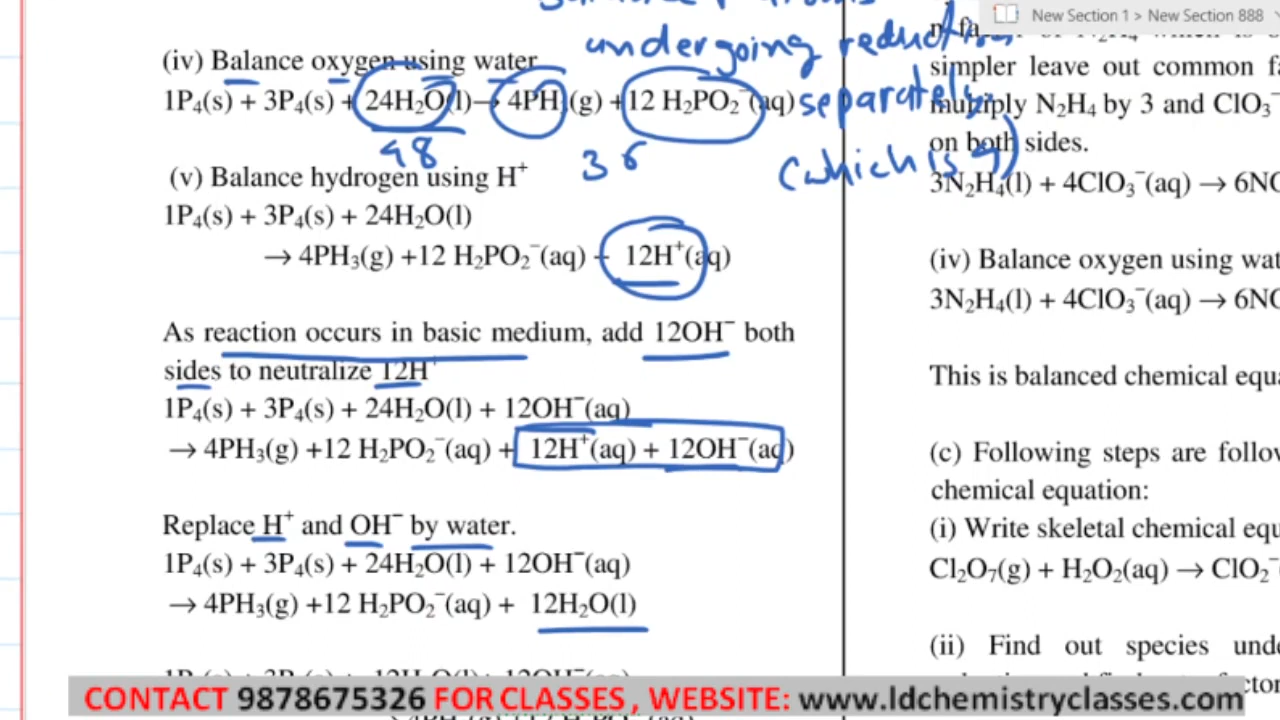 New Section 1 > New Section 888
undergoing reduction
separately
(which is 4)
(iv) Balance oxygen using water
1P₄(s) + 3P₄(s) + 24H₂O(l)→ 4PH₃(g) +12 H₂PO₂⁻(aq)
48
36
(v) Balance hydrogen using H⁺
1P₄(s) + 3P₄(s) + 24H₂O(l)
→ 4PH₃(g) +12 H₂PO₂⁻(aq) + 12H⁺(aq)
As reaction occurs in basic medium, add 12OH⁻ both
sides to neutralize 12H⁺
1P₄(s) + 3P₄(s) + 24H₂O(l) + 12OH⁻(aq)
→ 4PH₃(g) +12 H₂PO₂⁻(aq) + 12H⁺(aq) + 12OH⁻(aq)
Replace H⁺ and OH⁻ by water.
1P₄(s) + 3P₄(s) + 24H₂O(l) + 12OH⁻(aq)
→ 4PH₃(g) +12 H₂PO₂⁻(aq) + 12H₂O(l)
simpler leave out common
multiply N₂H₄ by 3 and ClO₃⁻
on both sides.
3N₂H₄(l) + 4ClO₃⁻(aq) → 6NO
(iv) Balance oxygen using
3N₂H₄(l) + 4ClO₃⁻(aq) → 6NO
This is balanced chemical
(c) Following steps are
chemical equation:
(i) Write skeletal chemical
Cl₂O₇(g) + H₂O₂(aq) → ClO₂⁻
(ii) Find out species
CONTACT 9878675326 FOR CLASSES , WEBSITE: www.ldchemistryclasses.com